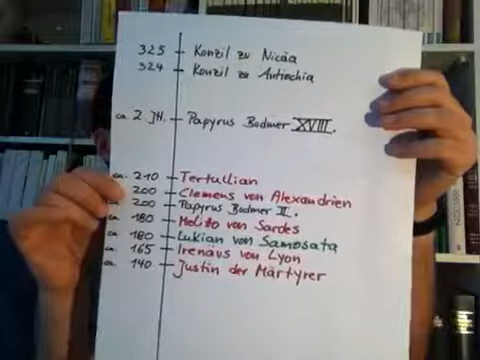 325 Konzil zu Nicäa
324 Konzil zu Antiochia
ca. 2. JH. Papyrus Bodmer XVIII.
ca. 210 Tertullian
200 Clemens von Alexandrien
ca. 200 Papyrus Bodmer II.
ca. 180 Melito von Sardes
ca. 180 Lukian von Samosata
ca. 165 Irenäus von Lyon
ca. 140 Justin der Märtyrer